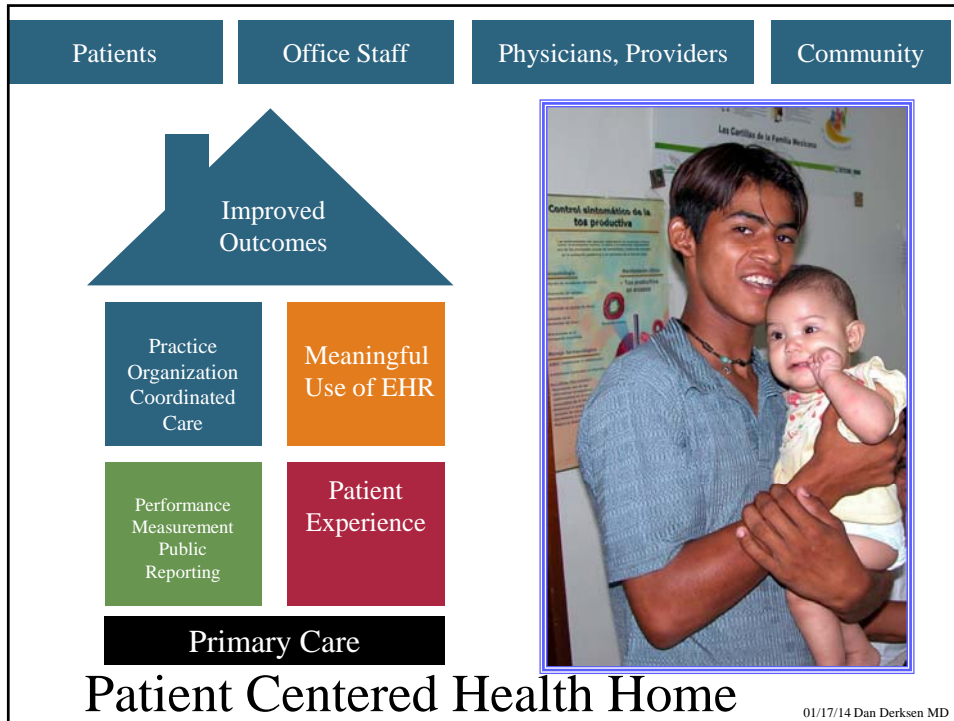 Patients
Office Staff
Physicians, Providers
Community
Improved
Outcomes
Practice
Organization
Coordinated
Care
Meaningful
Use of EHR
Performance
Measurement
Public
Reporting
Patient
Experience
Primary Care
Patient Centered Health Home
01/17/14 Dan Derksen MD
Las Cartillas de la Familia Mexicana
Control sintomático de la
tos productiva